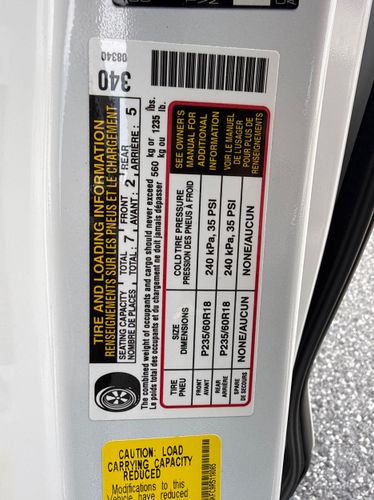 340
08340
TIRE AND LOADING INFORMATION
RENSEIGNEMENTS SUR LES PNEUS ET LE CHARGEMENT
SEATING CAPACITY TOTAL 7 FRONT 2 REAR 5
NOMBRE DE PLACES TOTAL: AVANT: ARRIÈRE:
The combined weight of occupants and cargo should never exceed 560 kg or 1235 lbs.
Le poids total des occupants et du chargement ne doit jamais dépasser kg ou lb.
TIRE SIZE COLD TIRE PRESSURE
PNEU DIMENSIONS PRESSION DES PNEUS À FROID
FRONT P235/60R18 240 kPa, 35 PSI
AVANT
REAR P235/60R18 240 kPa, 35 PSI
ARRIÈRE
SPARE NONE/AUCUN NONE/AUCUN
DE SECOURS
SEE OWNER'S
MANUAL FOR
ADDITIONAL
INFORMATION
VOIR LE MANUEL
DE L'USAGER
POUR PLUS DE
RENSEIGNEMENTS
CAUTION: LOAD
CARRYING CAPACITY
REDUCED
Modifications to this
Vehicle have